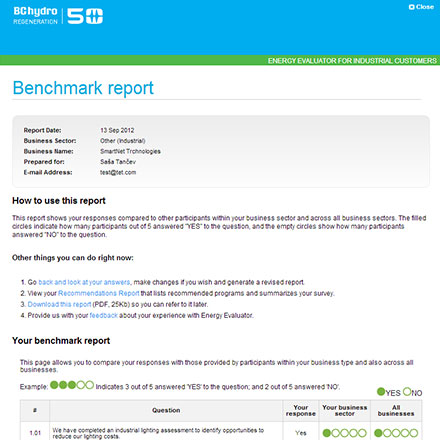 BChydro
REGENERATION
50
Close
ENERGY EVALUATOR FOR INDUSTRIAL CUSTOMERS
Benchmark report
Report Date: 13 Sep 2012
Business Sector: Other (Industrial)
Business Name: SmartNet Trchnologies
Prepared for: Saša Tančev
E-mail Address: test@tet.com
How to use this report
This report shows your responses compared to other participants within your business sector and across all business sectors. The filled
circles indicate how many participants out of 5 answered "YES" to the question, and the empty circles show how many participants
answered "NO" to the question.
Other things you can do right now:
1. Go back and look at your answers, make changes if you wish and generate a revised report.
2. View your Recommendations Report that lists recommended programs and summarizes your survey.
3. Download this report (PDF, 25Kb) so you can refer to it later.
4. Provide us with your feedback about your experience with Energy Evaluator.
Your benchmark report
This page allows you to compare your responses with those provided by participants within your business type and also across all
businesses.
Example: Indicates 3 out of 5 answered 'YES' to the question; and 2 out of 5 answered 'NO'.
YES NO
# Question Your response Your business sector All businesses
1.01 We have completed an industrial lighting assessment to identify opportunities to
reduce our lighting costs. Yes